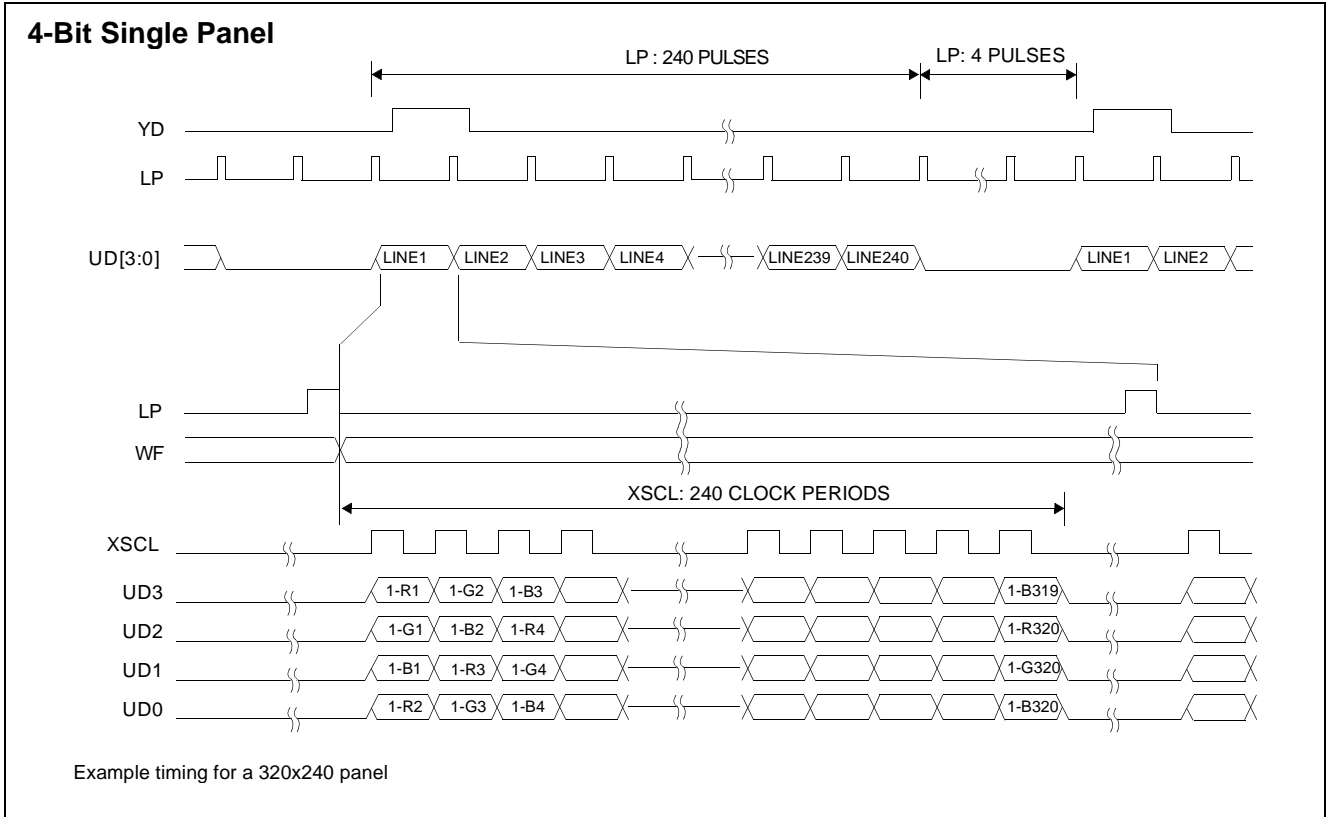 4-Bit Single Panel
LP : 240 PULSES
LP: 4 PULSES
YD
LP
UD[3:0]
LINE1 LINE2 LINE3 LINE4 LINE239 LINE240 LINE1 LINE2
LP
WF
XSCL: 240 CLOCK PERIODS
XSCL
UD3 1-R1 1-G2 1-B3 1-B319
UD2 1-G1 1-B2 1-R4 1-R320
UD1 1-B1 1-R3 1-G4 1-G320
UD0 1-R2 1-G3 1-B4 1-B320
Example timing for a 320x240 panel